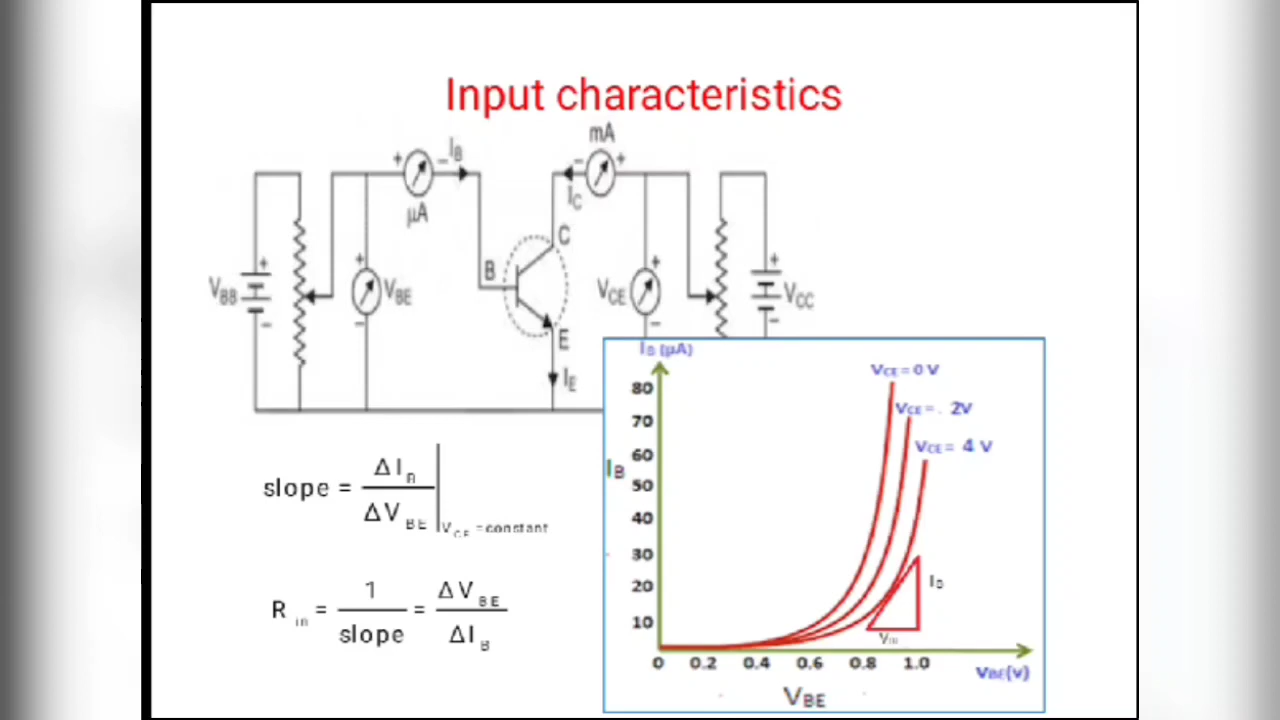 Input characteristics
mA
+ − I_B − +
µA
I_C
C
B
V_BB + −
V_BE + −
V_CE + −
V_CC + −
E
I_E
slope = ΔI_B / ΔV_BE | V_CE = constant
R_in = 1 / slope = ΔV_BE / ΔI_B
I_B (µA)
80
70
60
50
40
30
20
10
I_B
V_CE = 0 V
V_CE = . 2V
V_CE = 4 V
I_B
0 0.2 0.4 0.6 0.8 1.0
V_BE(v)
V_BE